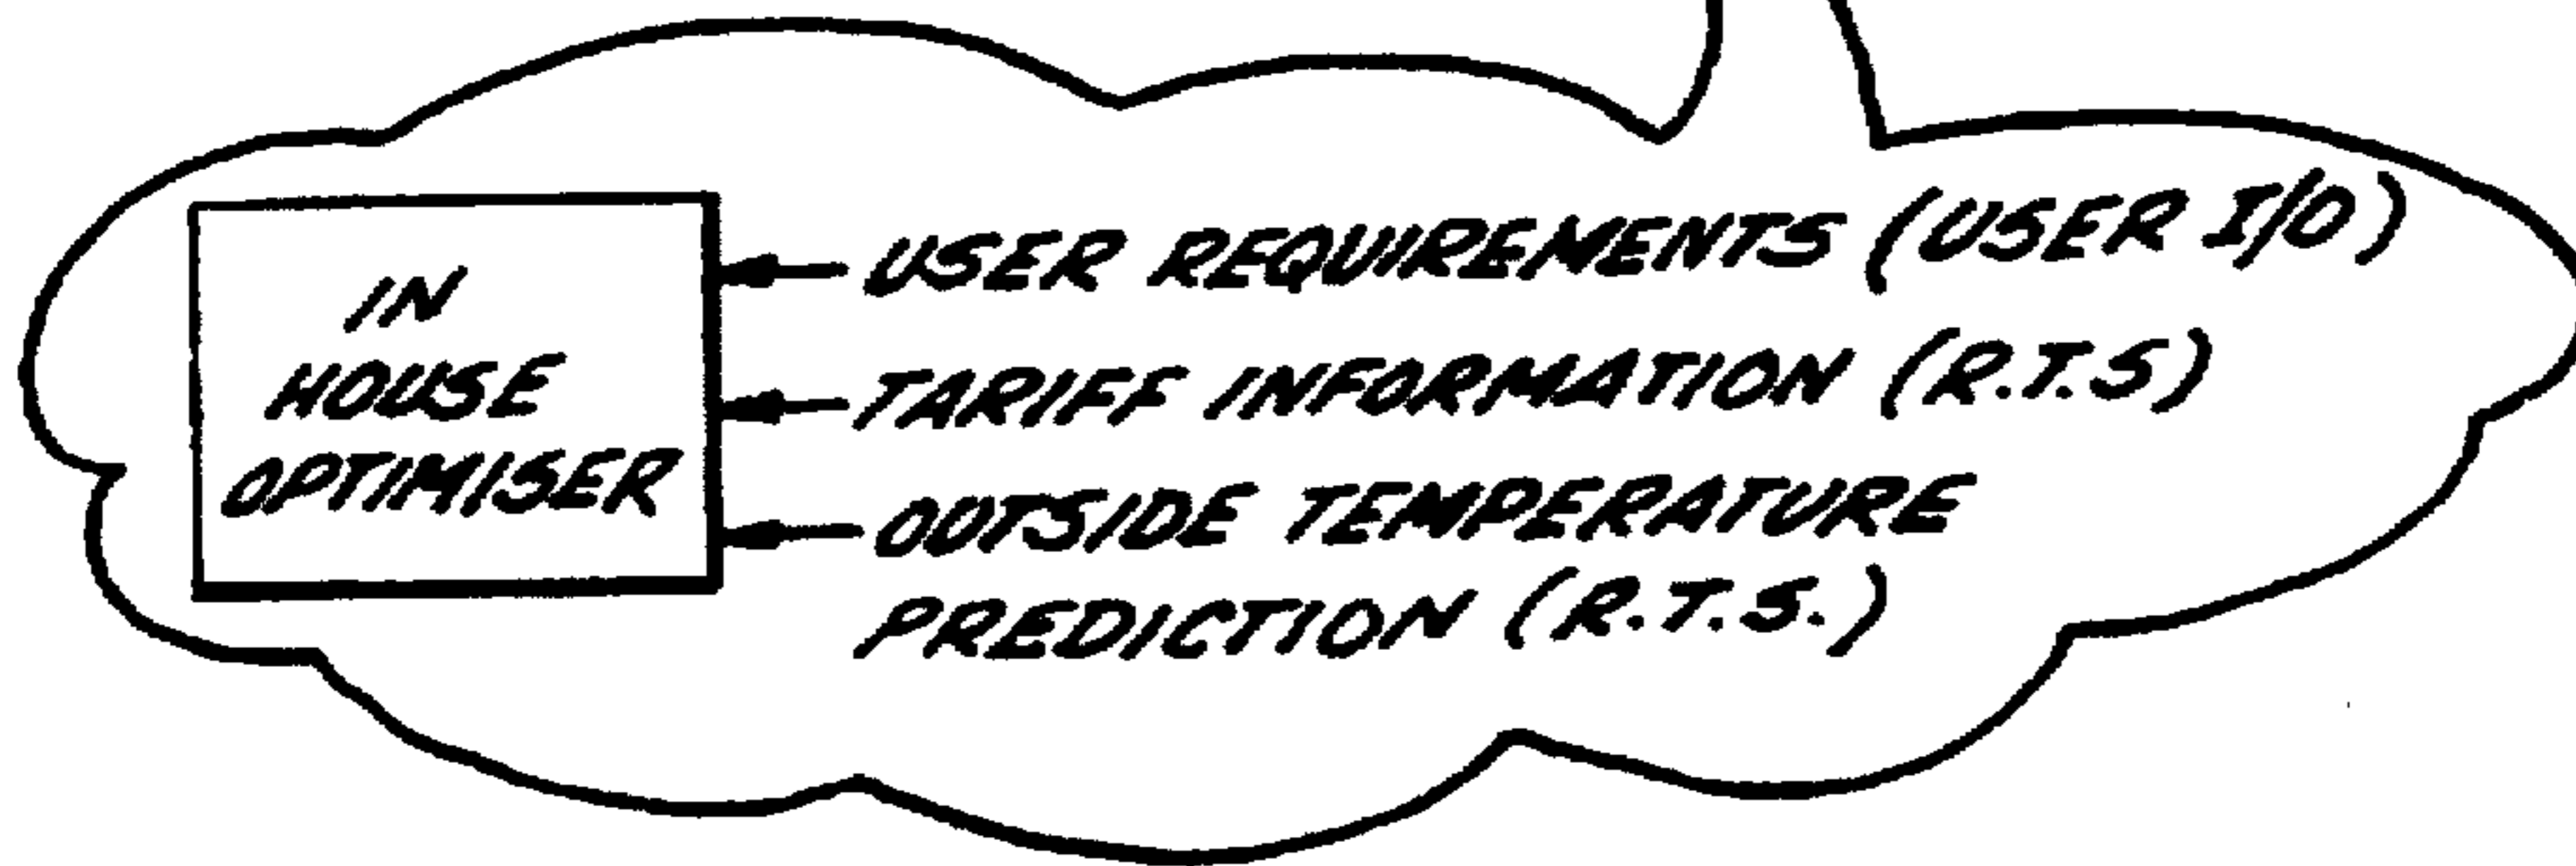 IN
HOUSE
OPTIMISER
USER REQUIREMENTS (USER I/O)
TARIFF INFORMATION (R.T.S)
OUTSIDE TEMPERATURE
PREDICTION (R.T.S.)